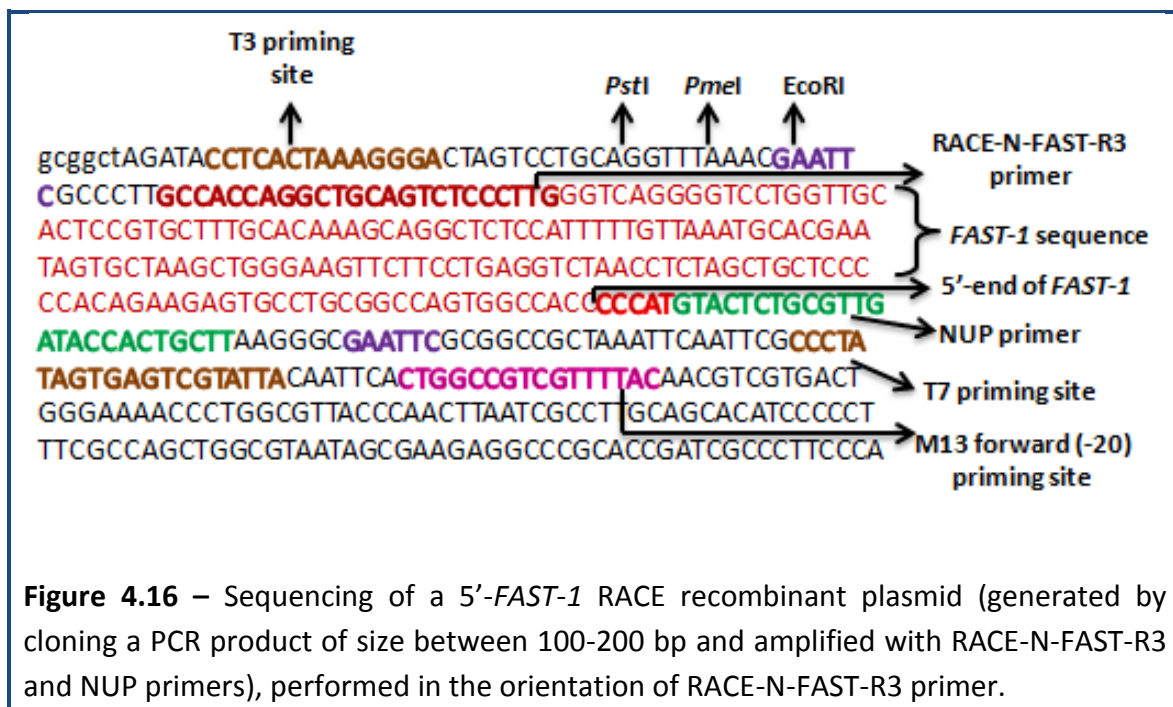 T3 priming
site
PstI PmeI EcoRI
gcggctAGATACCTCACTAAAGGGACTAGTCCTGCAGGTTTAAACGAATT
CGCCCTTGCCACCAGGCTGCAGTCTCCCTTGGGGTCAGGGGTCCTGGTTGC
ACTCCGTGCTTTGCACAAAGCAGGCTCTCCATTTTTGTTAAATGCACGAA
TAGTGCTAAGCTGGGAAGTTCTTCCTGAGGTCTAACCTCTAGCTGCTCCC
CCACAGAAGAGTGCCTGCGGCCAGTGGCCACCCCCATGTACTCTGCGTTG
ATACCACTGCTTAAGGGCGAATTCGCGGCCGCTAAATTCAATTCGCCCTA
TAGTGAGTCGTATTACAATTCACTGGCCGTCGTTTTACAACGTCGTGACT
GGGAAAACCCTGGCGTTACCCAACTTAATCGCCTTGCAGCACATCCCCCT
TTCGCCAGCTGGCGTAATAGCGAAGAGGCCCGCACCGATCGCCCTTCCCA
RACE-N-FAST-R3
primer
FAST-1 sequence
5’-end of FAST-1
NUP primer
T7 priming site
M13 forward (-20)
priming site
Figure 4.16 – Sequencing of a 5’-FAST-1 RACE recombinant plasmid (generated by
cloning a PCR product of size between 100-200 bp and amplified with RACE-N-FAST-R3
and NUP primers), performed in the orientation of RACE-N-FAST-R3 primer.